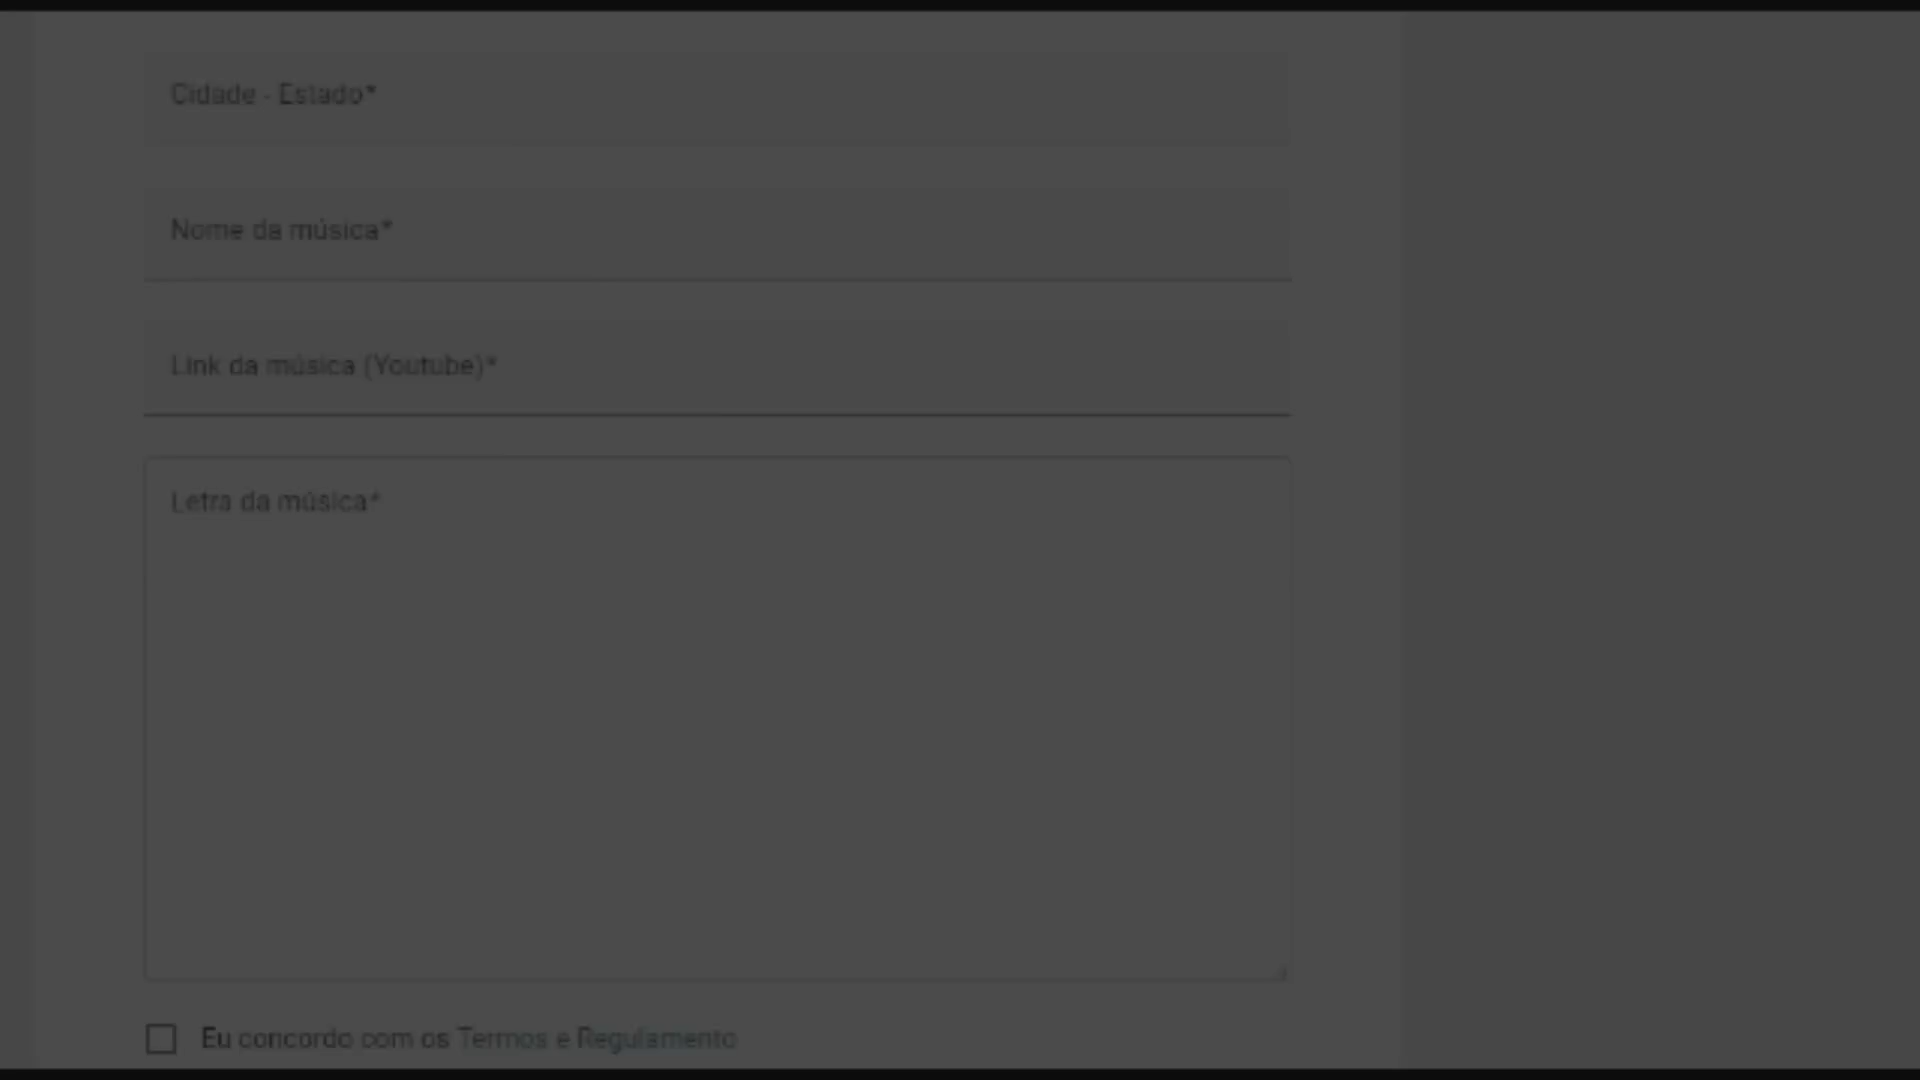 Cidade - Estado*
Nome da música*
Link da música (Youtube)*
Letra da música*
Eu concordo com os Termos e Regulamento